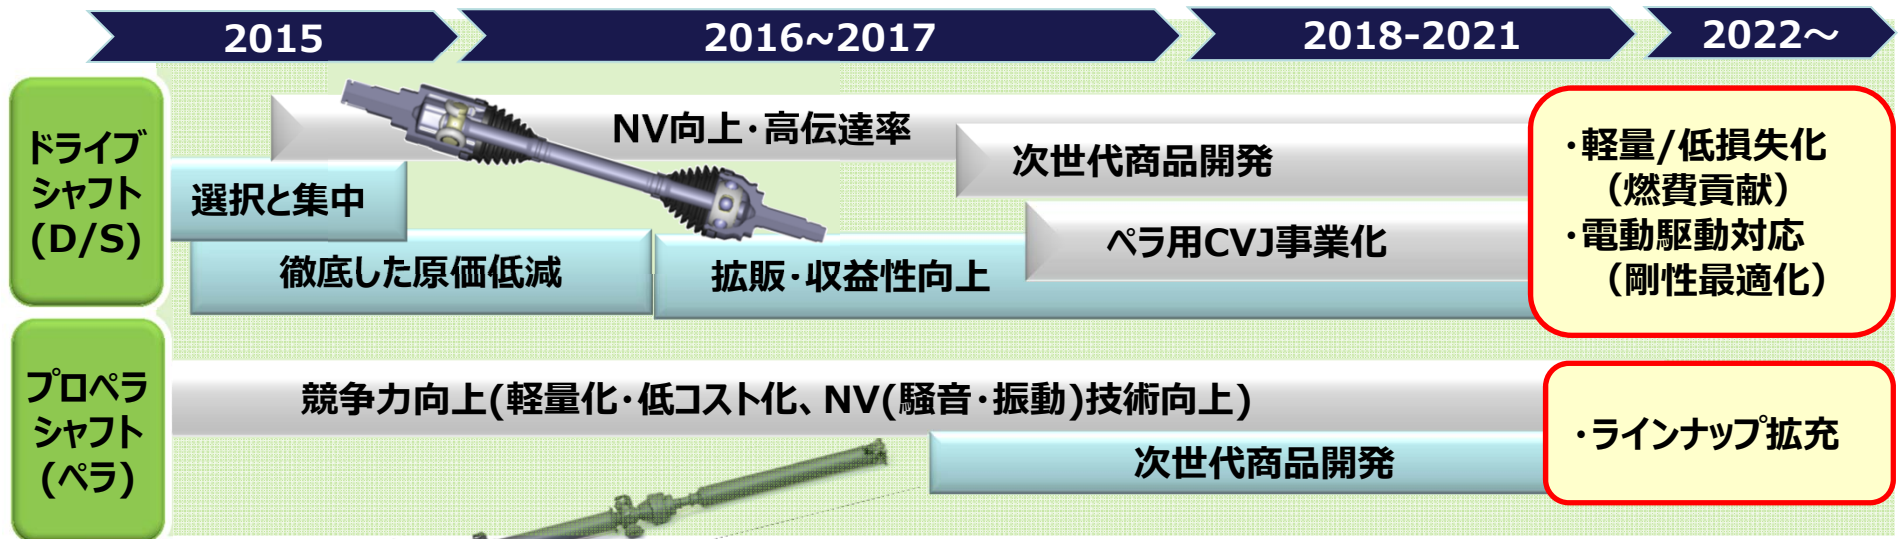 2015
2016~2017
2018-2021
2022～
ドライブ
シャフト
(D/S)
NV向上・高伝達率
次世代商品開発
選択と集中
ペラ用CVJ事業化
徹底した原価低減
拡販・収益性向上
・軽量/低損失化
（燃費貢献）
・電動駆動対応
（剛性最適化）
プロペラ
シャフト
(ペラ)
競争力向上(軽量化・低コスト化、NV(騒音・振動)技術向上)
次世代商品開発
・ラインナップ拡充